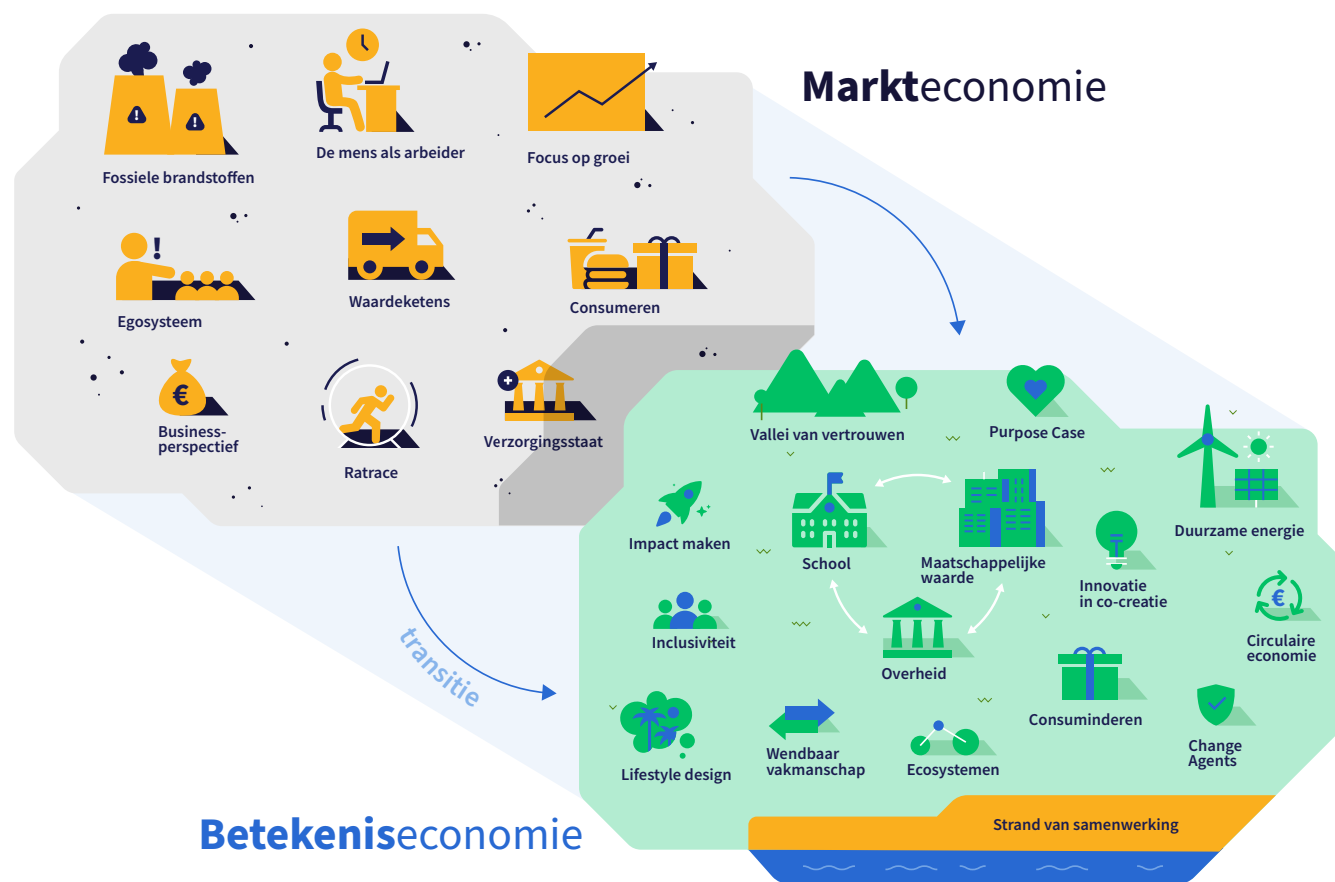 Markteconomie
De mens als arbeider
Focus op groei
Fossiele brandstoffen
!
!
!
Waardeketens
Consumeren
Egosysteem
€
Business-
perspectief
Ratrace
Verzorgingsstaat
transitie
Vallei van vertrouwen
Purpose Case
Duurzame energie
Impact maken
School
Maatschappelijke
waarde
Innovatie
in co-creatie
Inclusiviteit
Overheid
€
Circulaire
economie
Consuminderen
Lifestyle design
Wendbaar
vakmanschap
Ecosystemen
Change
Agents
Strand van samenwerking
Betekeniseconomie